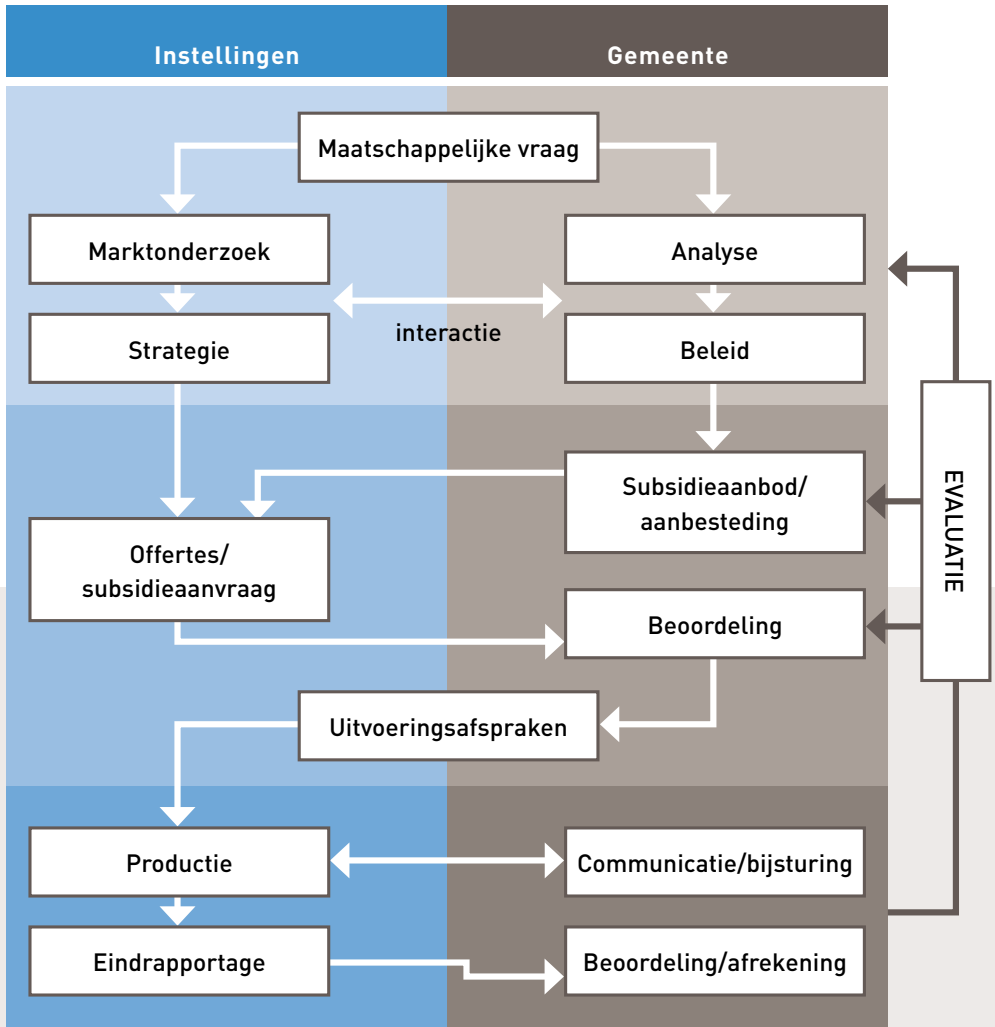 Instellingen
Gemeente
Maatschappelijke vraag
Marktonderzoek
Analyse
interactie
Strategie
Beleid
Subsidieaanbod/
aanbesteding
Offertes/
subsidieaanvraag
Beoordeling
Uitvoeringsafspraken
Productie
Communicatie/bijsturing
Eindrapportage
Beoordeling/afrekening
EVALUATIE